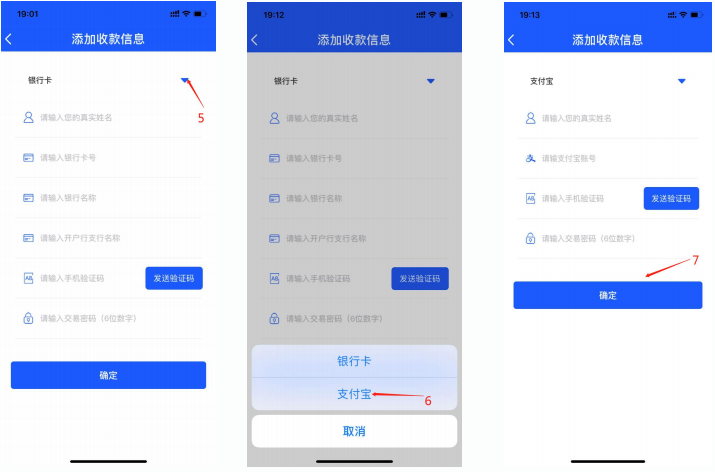 19:01
添加收款信息
银行卡
5
请输入您的真实姓名
请输入银行卡号
请输入银行名称
请输入开户行支行名称
请输入手机验证码
发送验证码
请输入交易密码（6位数字）
确定
19:12
添加收款信息
银行卡
请输入您的真实姓名
请输入银行卡号
请输入银行名称
请输入开户行支行名称
请输入手机验证码
发送验证码
请输入交易密码（6位数字）
银行卡
支付宝
6
取消
19:13
添加收款信息
支付宝
请输入您的真实姓名
请输支付宝账号
请输入手机验证码
发送验证码
请输入交易密码（6位数字）
7
确定